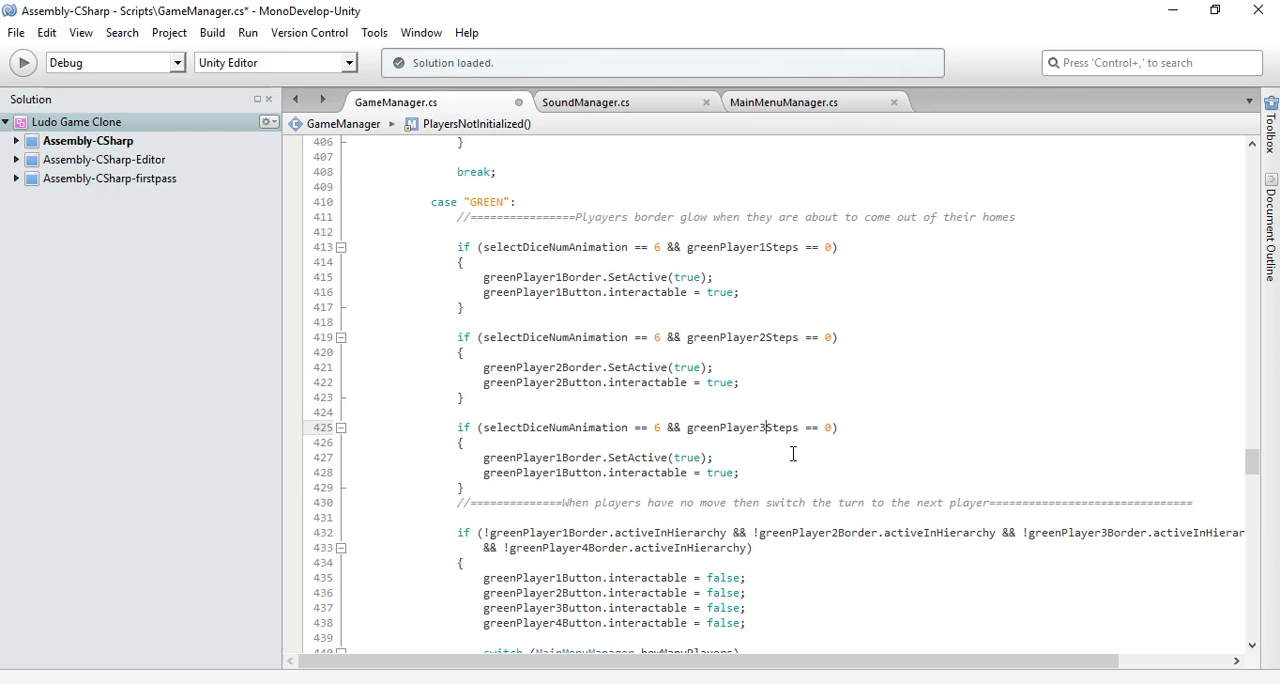 Assembly-CSharp - Scripts\GameManager.cs* - MonoDevelop-Unity
File Edit View Search Project Build Run Version Control Tools Window Help
Debug Unity Editor Solution loaded. Press 'Control+,' to search
Solution GameManager.cs SoundManager.cs MainMenuManager.cs
Ludo Game Clone GameManager PlayersNotInitialized()
Assembly-CSharp
Assembly-CSharp-Editor
Assembly-CSharp-firstpass
Toolbox
Document Outline
406 }
407
408 break;
409
410 case "GREEN":
411 //================Plyayers border glow when they are about to come out of their homes
412
413 if (selectDiceNumAnimation == 6 && greenPlayer1Steps == 0)
414 {
415 greenPlayer1Border.SetActive(true);
416 greenPlayer1Button.interactable = true;
417 }
418
419 if (selectDiceNumAnimation == 6 && greenPlayer2Steps == 0)
420 {
421 greenPlayer2Border.SetActive(true);
422 greenPlayer2Button.interactable = true;
423 }
424
425 if (selectDiceNumAnimation == 6 && greenPlayer3Steps == 0)
426 {
427 greenPlayer1Border.SetActive(true);
428 greenPlayer1Button.interactable = true;
429 }
430 //==============When players have no move then switch the turn to the next player===============================
431
432 if (!greenPlayer1Border.activeInHierarchy && !greenPlayer2Border.activeInHierarchy && !greenPlayer3Border.activeInHierar
433 && !greenPlayer4Border.activeInHierarchy)
434 {
435 greenPlayer1Button.interactable = false;
436 greenPlayer2Button.interactable = false;
437 greenPlayer3Button.interactable = false;
438 greenPlayer4Button.interactable = false;
439
440 switch (MainMenuManager.howManyPlayers)